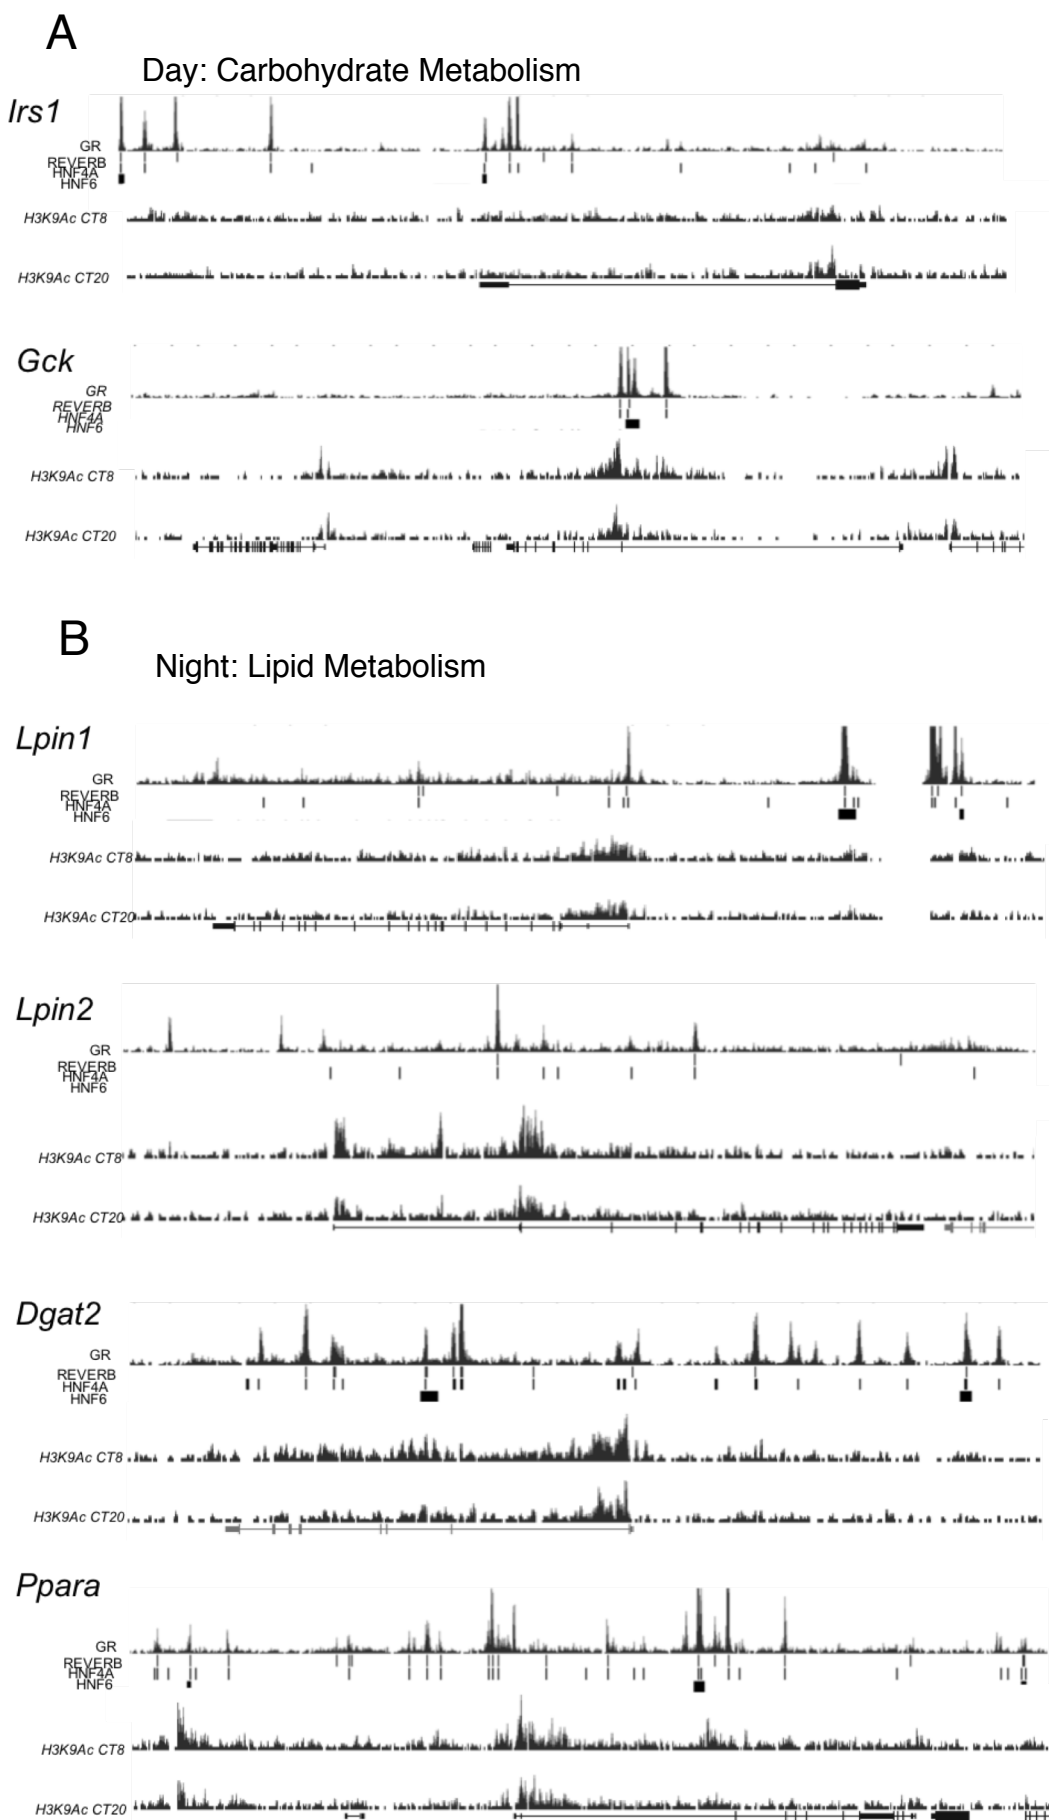 A
Day: Carbohydrate Metabolism
Irs1
GR
REVERB
HNF4A
HNF6
H3K9Ac CT8
H3K9Ac CT20
Gck
GR
REVERB
HNF4A
HNF6
H3K9Ac CT8
H3K9Ac CT20
B
Night: Lipid Metabolism
Lpin1
GR
REVERB
HNF4A
HNF6
H3K9Ac CT8
H3K9Ac CT20
Lpin2
GR
REVERB
HNF4A
HNF6
H3K9Ac CT8
H3K9Ac CT20
Dgat2
GR
REVERB
HNF4A
HNF6
H3K9Ac CT8
H3K9Ac CT20
Ppara
GR
REVERB
HNF4A
HNF6
H3K9Ac CT8
H3K9Ac CT20